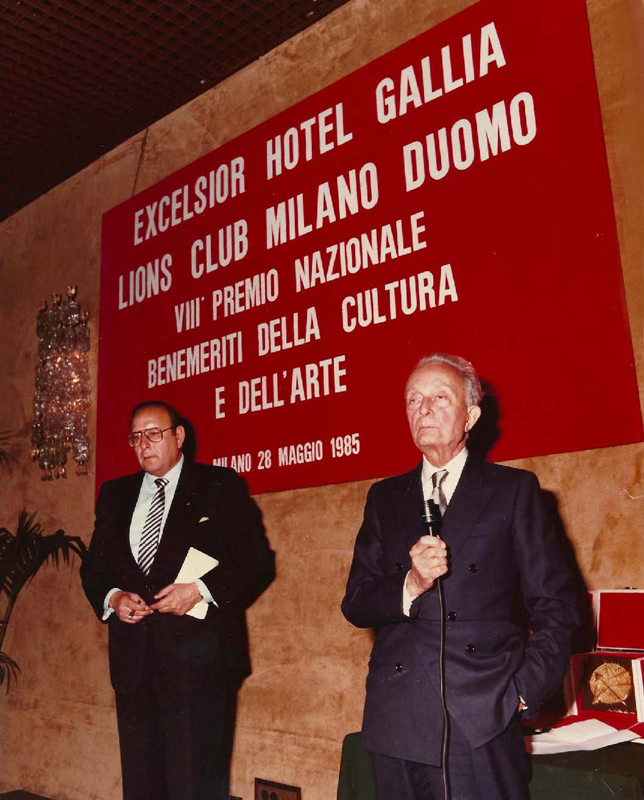 EXCELSIOR HOTEL GALLIA
LIONS CLUB MILANO DUOMO
VIII° PREMIO NAZIONALE
BENEMERITI DELLA CULTURA
E DELL'ARTE
MILANO 28 MAGGIO 1985